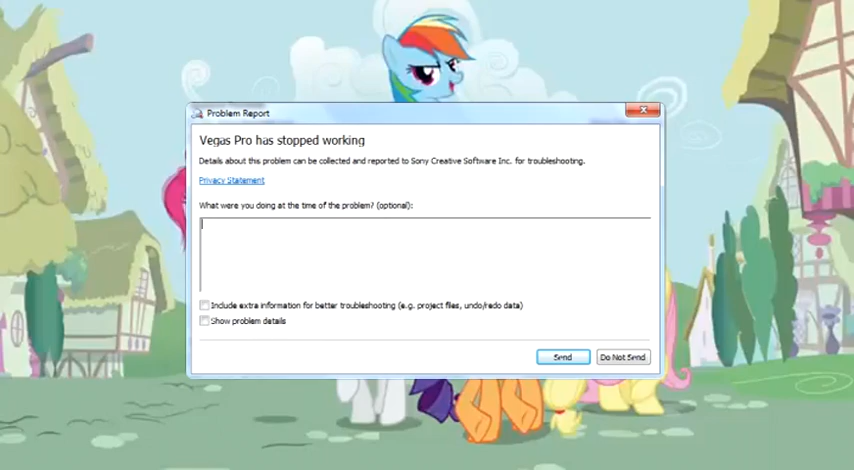 Problem Report
Vegas Pro has stopped working
Details about this problem can be collected and reported to Sony Creative Software Inc. for troubleshooting.
Privacy Statement
What were you doing at the time of the problem? (optional):
Include extra information for better troubleshooting (e.g. project files, undo/redo data)
Show problem details
Send Do Not Send